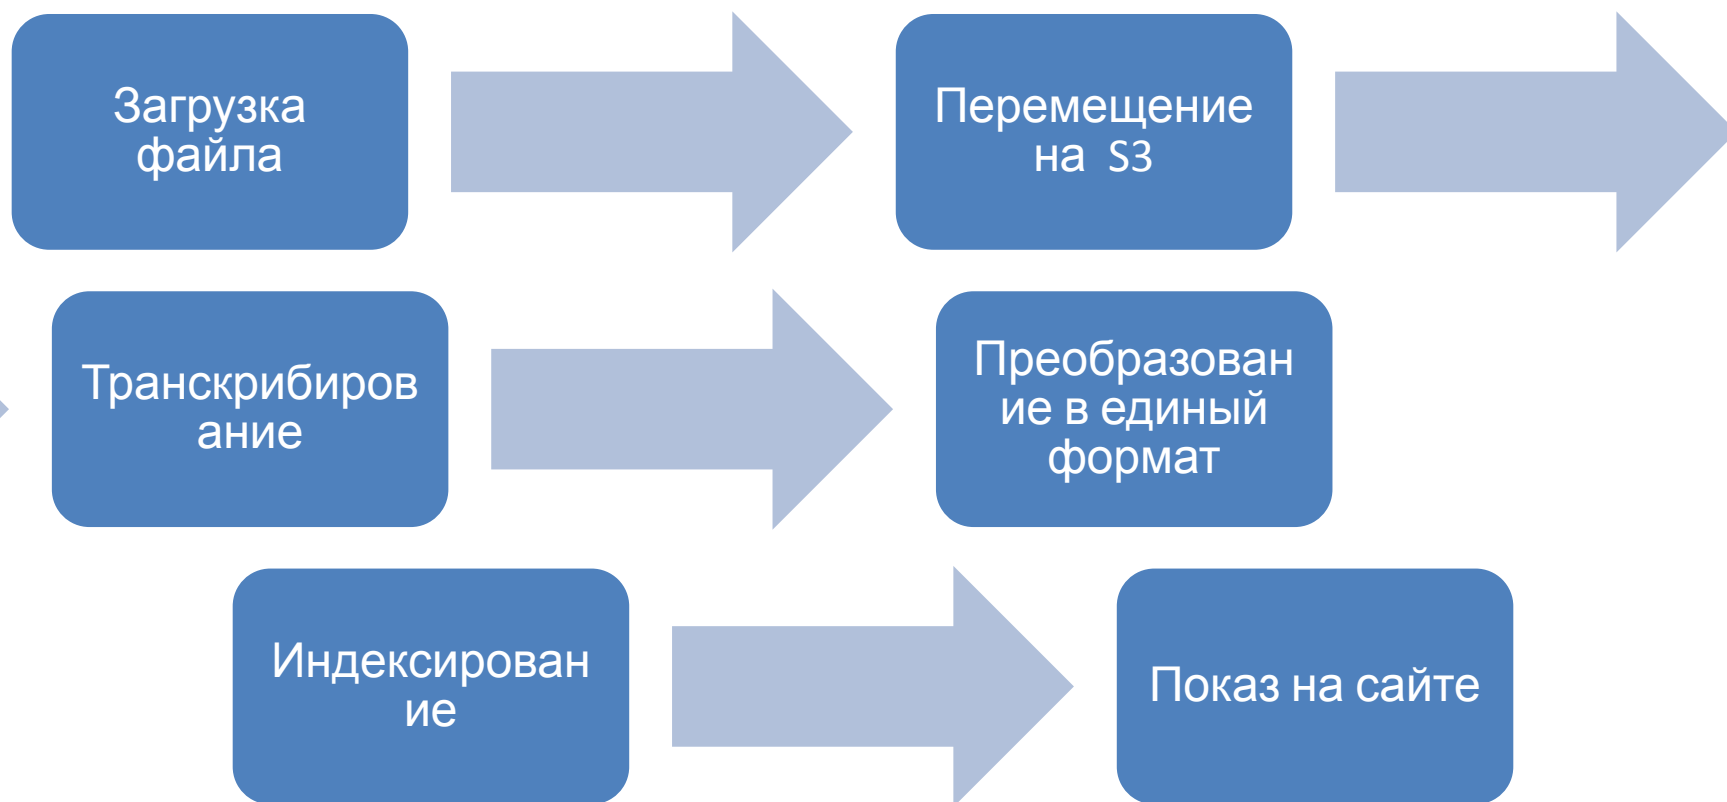 Загрузка
файла
Перемещение
на S3
Транскрибиров
ание
Преобразован
ие в единый
формат
Индексирован
ие
Показ на сайте